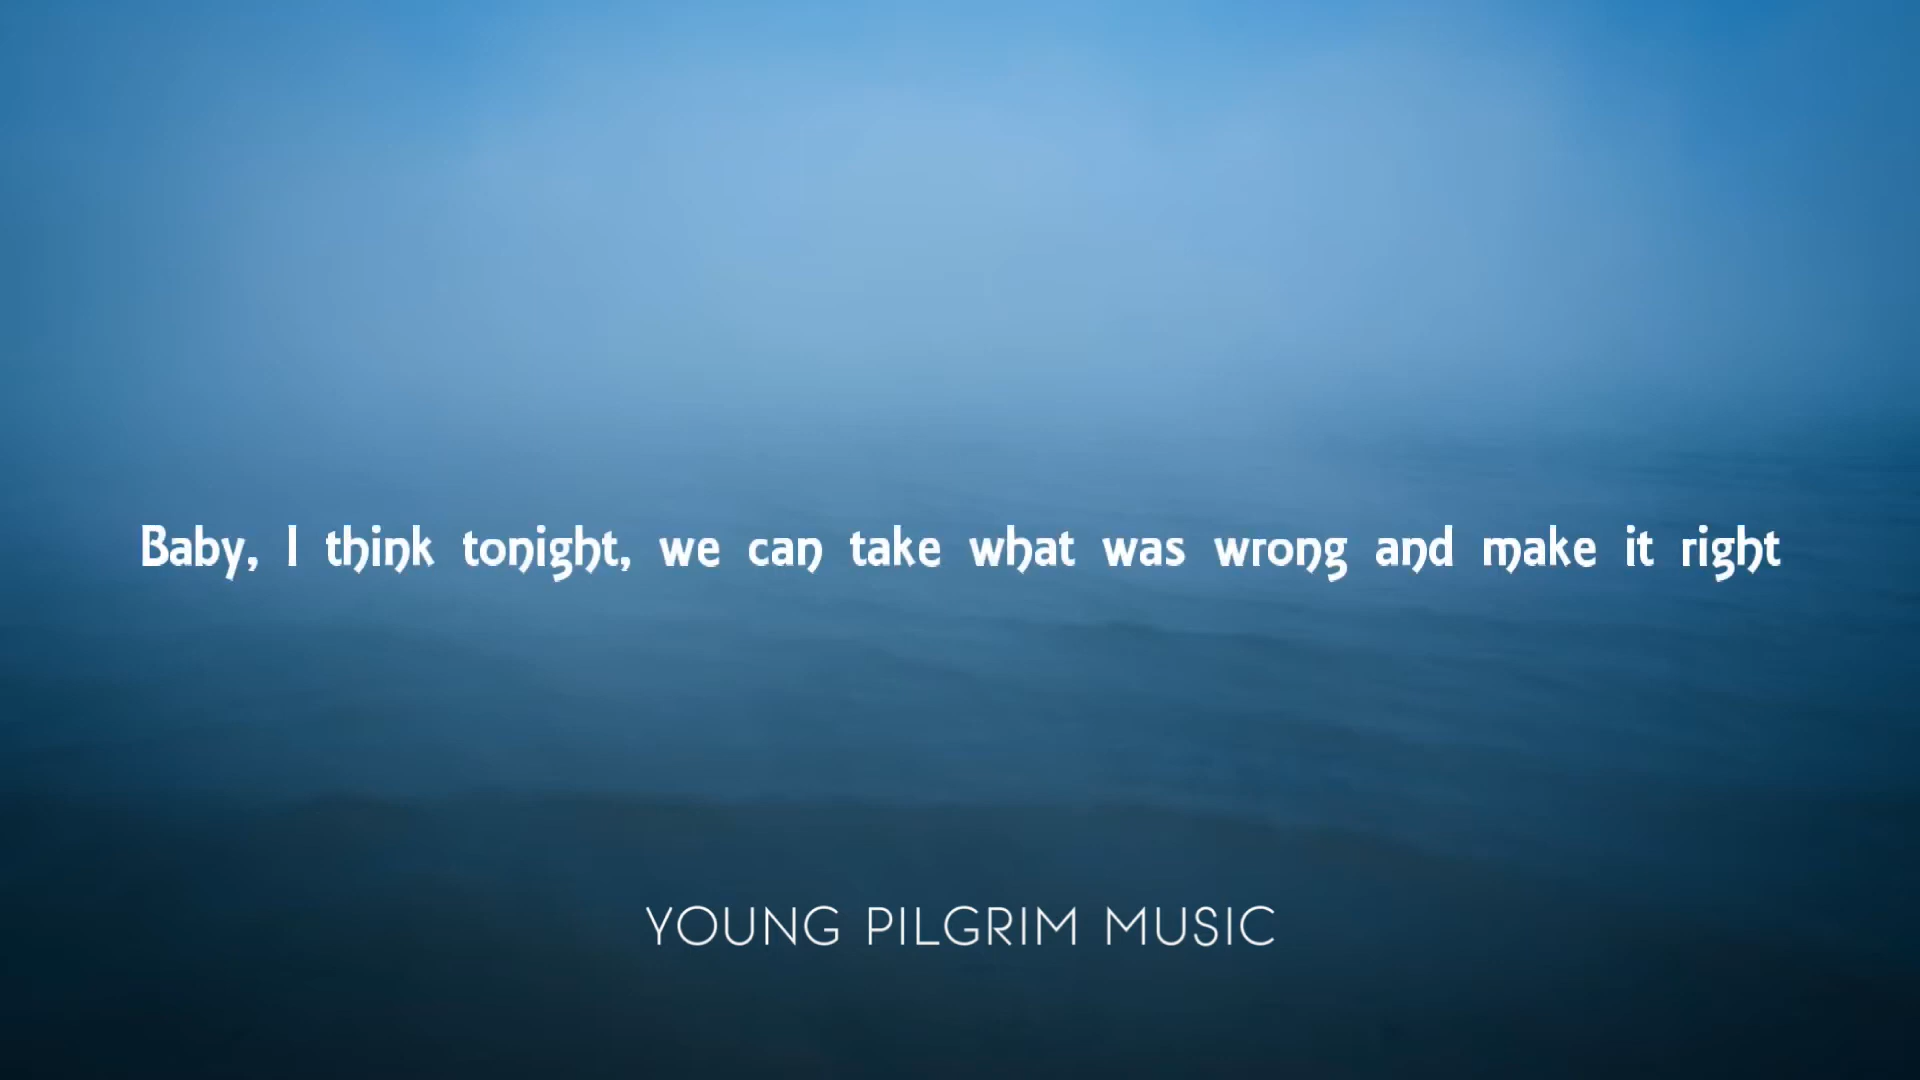 Baby, I think tonight, we can take what was wrong and make it right
YOUNG PILGRIM MUSIC